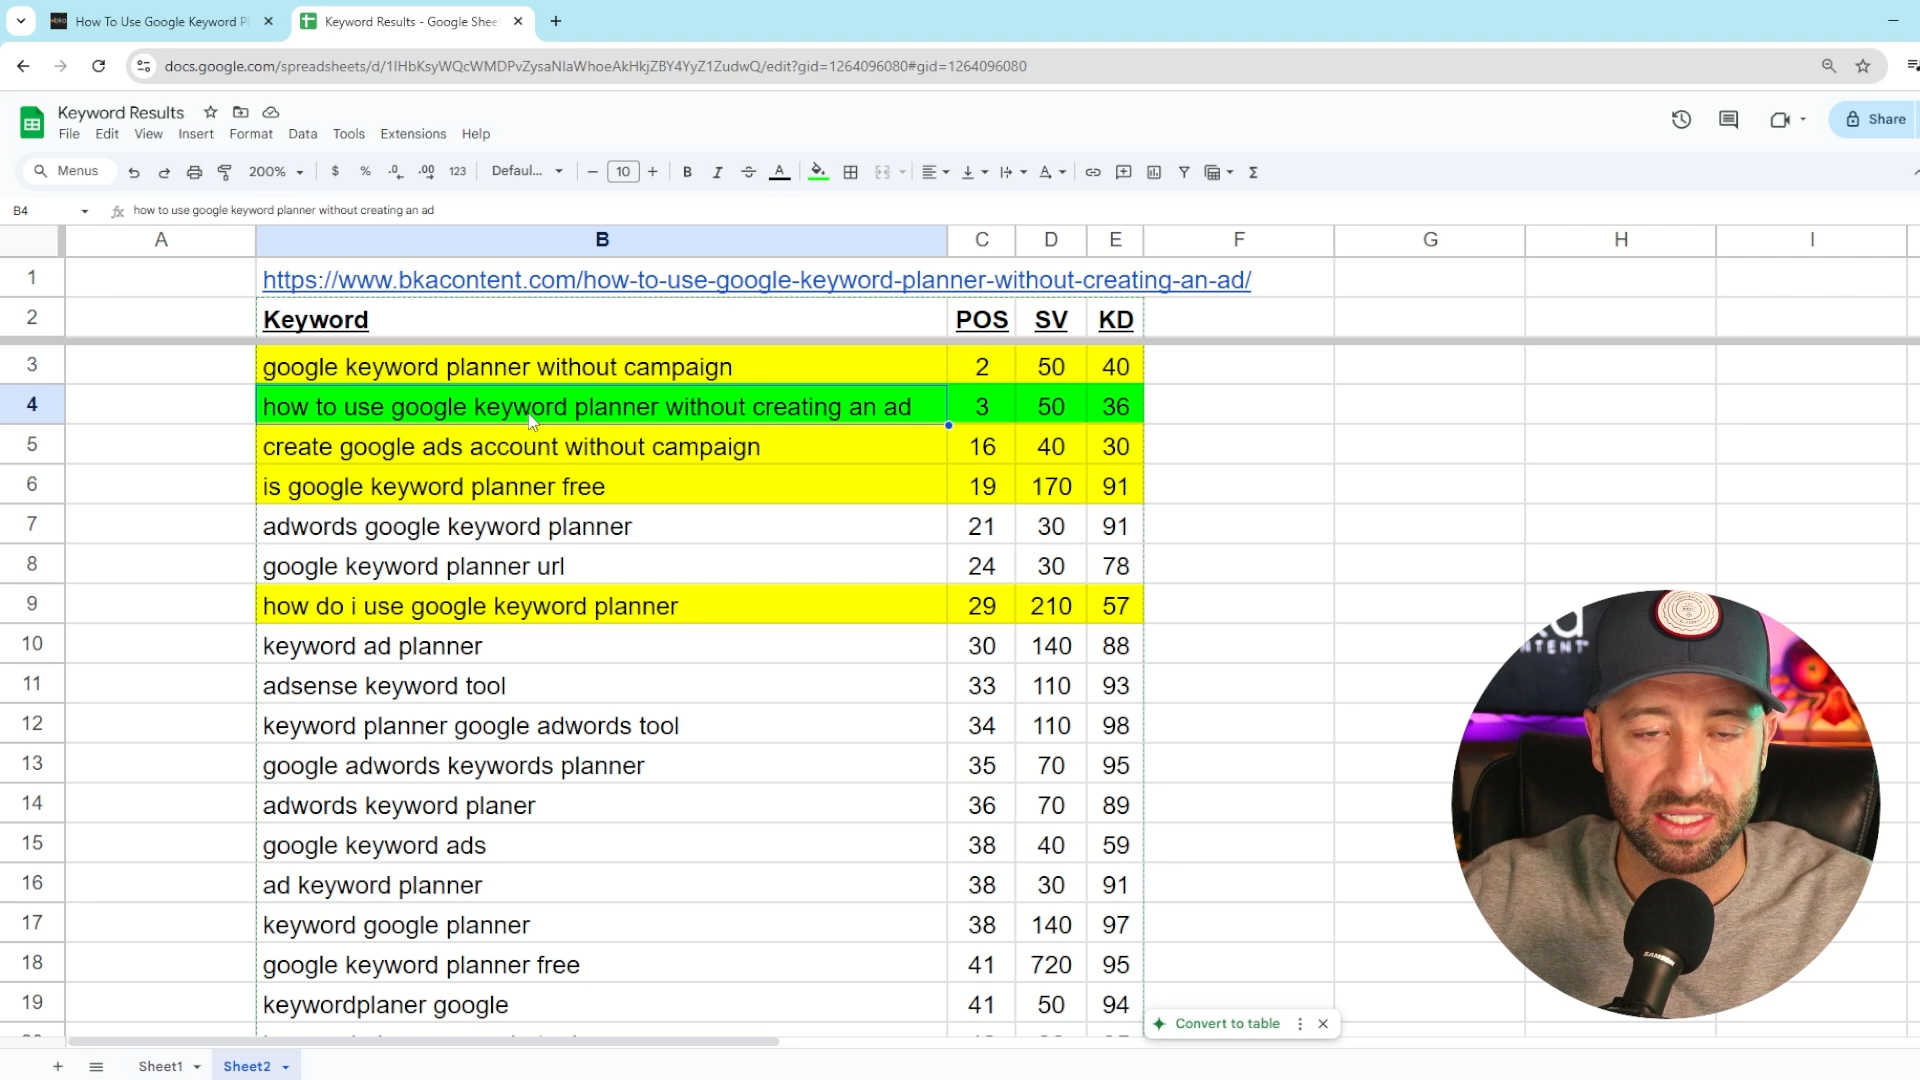 How To Use Google Keyword P
Keyword Results - Google Shee
docs.google.com/spreadsheets/d/1IHbKsyWQcWMDPvZysaNIaWhoeAkHkjZBY4YyZ1ZudwQ/edit?gid=1264096080#gid=1264096080
Keyword Results
File Edit View Insert Format Data Tools Extensions Help
Share
Menus 200% $ % .0 .00 123 Defaul... 10 B I A
B4 fx how to use google keyword planner without creating an ad
A B C D E F G H I
1 https://www.bkacontent.com/how-to-use-google-keyword-planner-without-creating-an-ad/
2 Keyword POS SV KD
3 google keyword planner without campaign 2 50 40
4 how to use google keyword planner without creating an ad 3 50 36
5 create google ads account without campaign 16 40 30
6 is google keyword planner free 19 170 91
7 adwords google keyword planner 21 30 91
8 google keyword planner url 24 30 78
9 how do i use google keyword planner 29 210 57
10 keyword ad planner 30 140 88
11 adsense keyword tool 33 110 93
12 keyword planner google adwords tool 34 110 98
13 google adwords keywords planner 35 70 95
14 adwords keyword planer 36 70 89
15 google keyword ads 38 40 59
16 ad keyword planner 38 30 91
17 keyword google planner 38 140 97
18 google keyword planner free 41 720 95
19 keywordplaner google 41 50 94
Convert to table
Sheet1 Sheet2
SAMSON